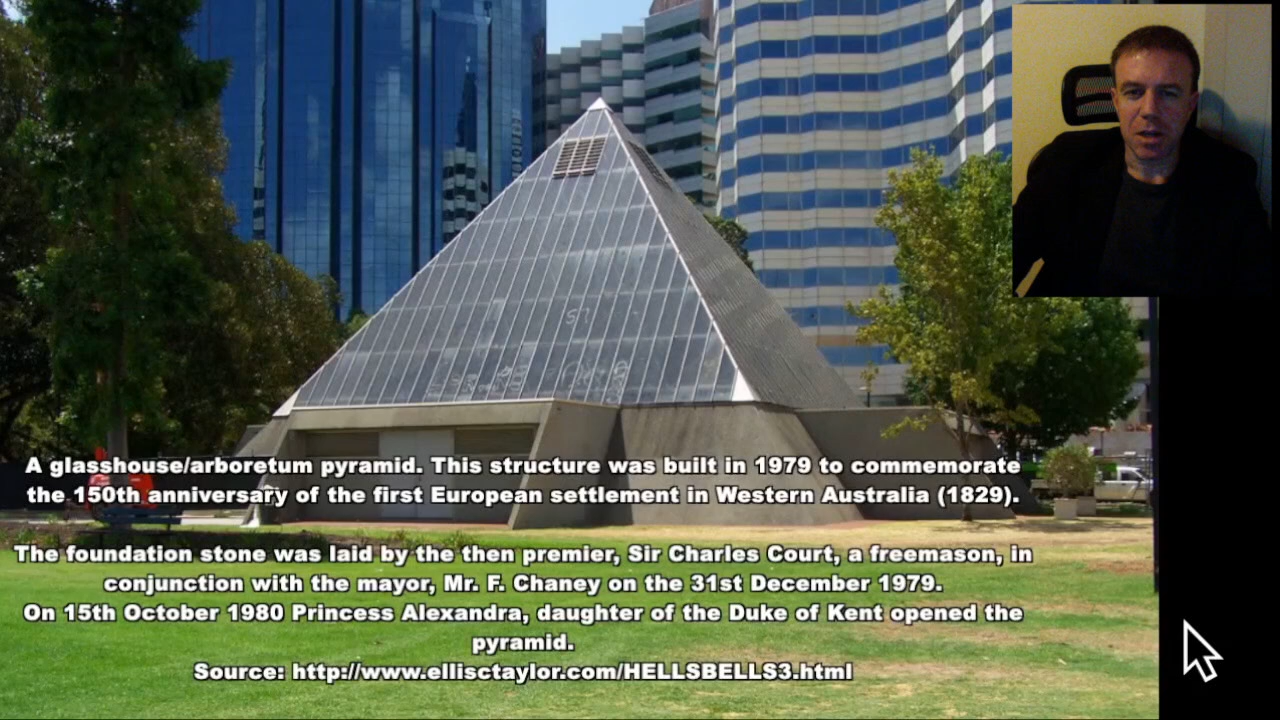 A glasshouse/arboretum pyramid. This structure was built in 1979 to commemorate
the 150th anniversary of the first European settlement in Western Australia (1829).
The foundation stone was laid by the then premier, Sir Charles Court, a freemason, in
conjunction with the mayor, Mr. F. Chaney on the 31st December 1979.
On 15th October 1980 Princess Alexandra, daughter of the Duke of Kent opened the
pyramid.
Source: http://www.ellisctaylor.com/HELLSBELLS3.html